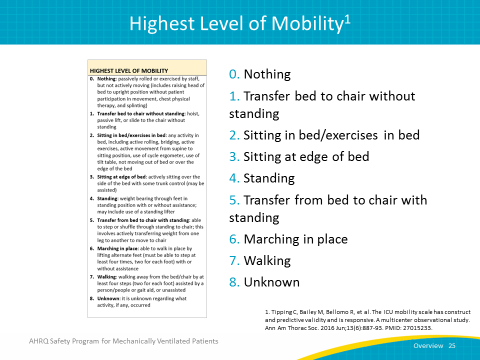 Highest Level of Mobility1
HIGHEST LEVEL OF MOBILITY
0. Nothing: passively rolled or exercised by staff,
but not actively moving (includes raising head of
bed to upright position without patient
participation in movement, chest physical
therapy, and splinting)
1. Transfer bed to chair without standing: hoist,
passive lift, or slide to the chair without
standing
2. Sitting in bed/exercises in bed: any activity in
bed, including active rolling, bridging, active
exercises, active movement from supine to
sitting position, use of cycle ergometer, use of
tilt table, not moving out of bed or over the
edge of the bed
3. Sitting at edge of bed: actively sitting over the
side of the bed with some trunk control (may be
assisted)
4. Standing: weight bearing through feet in
standing position with or without assistance;
may include use of a standing lifter
5. Transfer from bed to chair with standing: able
to step or shuffle through standing to chair; this
involves actively transferring weight from one
leg to another to move to chair
6. Marching in place: able to walk in place by
lifting alternate feet (must be able to step at
least four times, two for each foot) with or
without assistance
7. Walking: walking away from the bed/chair by at
least four steps (two for each foot) assisted by a
person/people or gait aid, or unassisted
8. Unknown: it is unknown regarding what
activity, if any, occurred
0. Nothing
1. Transfer bed to chair without
standing
2. Sitting in bed/exercises in bed
3. Sitting at edge of bed
4. Standing
5. Transfer from bed to chair with
standing
6. Marching in place
7. Walking
8. Unknown
1. Tipping C, Bailey M, Bellomo R, et al. The ICU mobility scale has construct
and predictive validity and is responsive. A multicenter observational study.
Ann Am Thorac Soc. 2016 Jun;13(6):887-93. PMID: 27015233.
AHRQ Safety Program for Mechanically Ventilated Patients
Overview 25